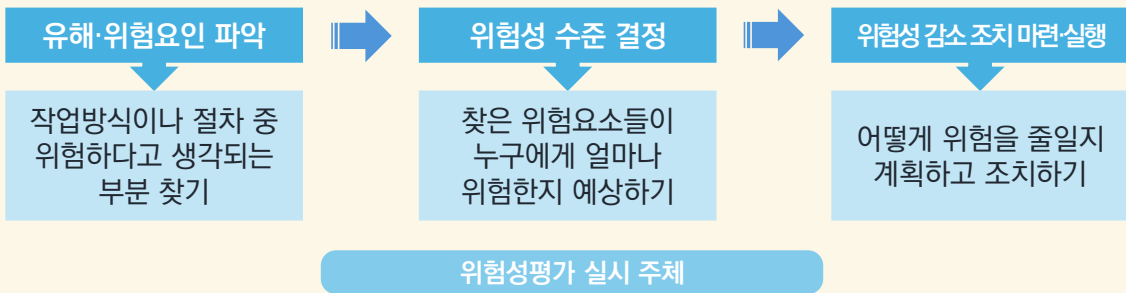 유해·위험요인 파악
작업방식이나 절차 중
위험하다고 생각되는
부분 찾기
위험성 수준 결정
찾은 위험요소들이
누구에게 얼마나
위험한지 예상하기
위험성 감소 조치 마련·실행
어떻게 위험을 줄일지
계획하고 조치하기
위험성평가 실시 주체